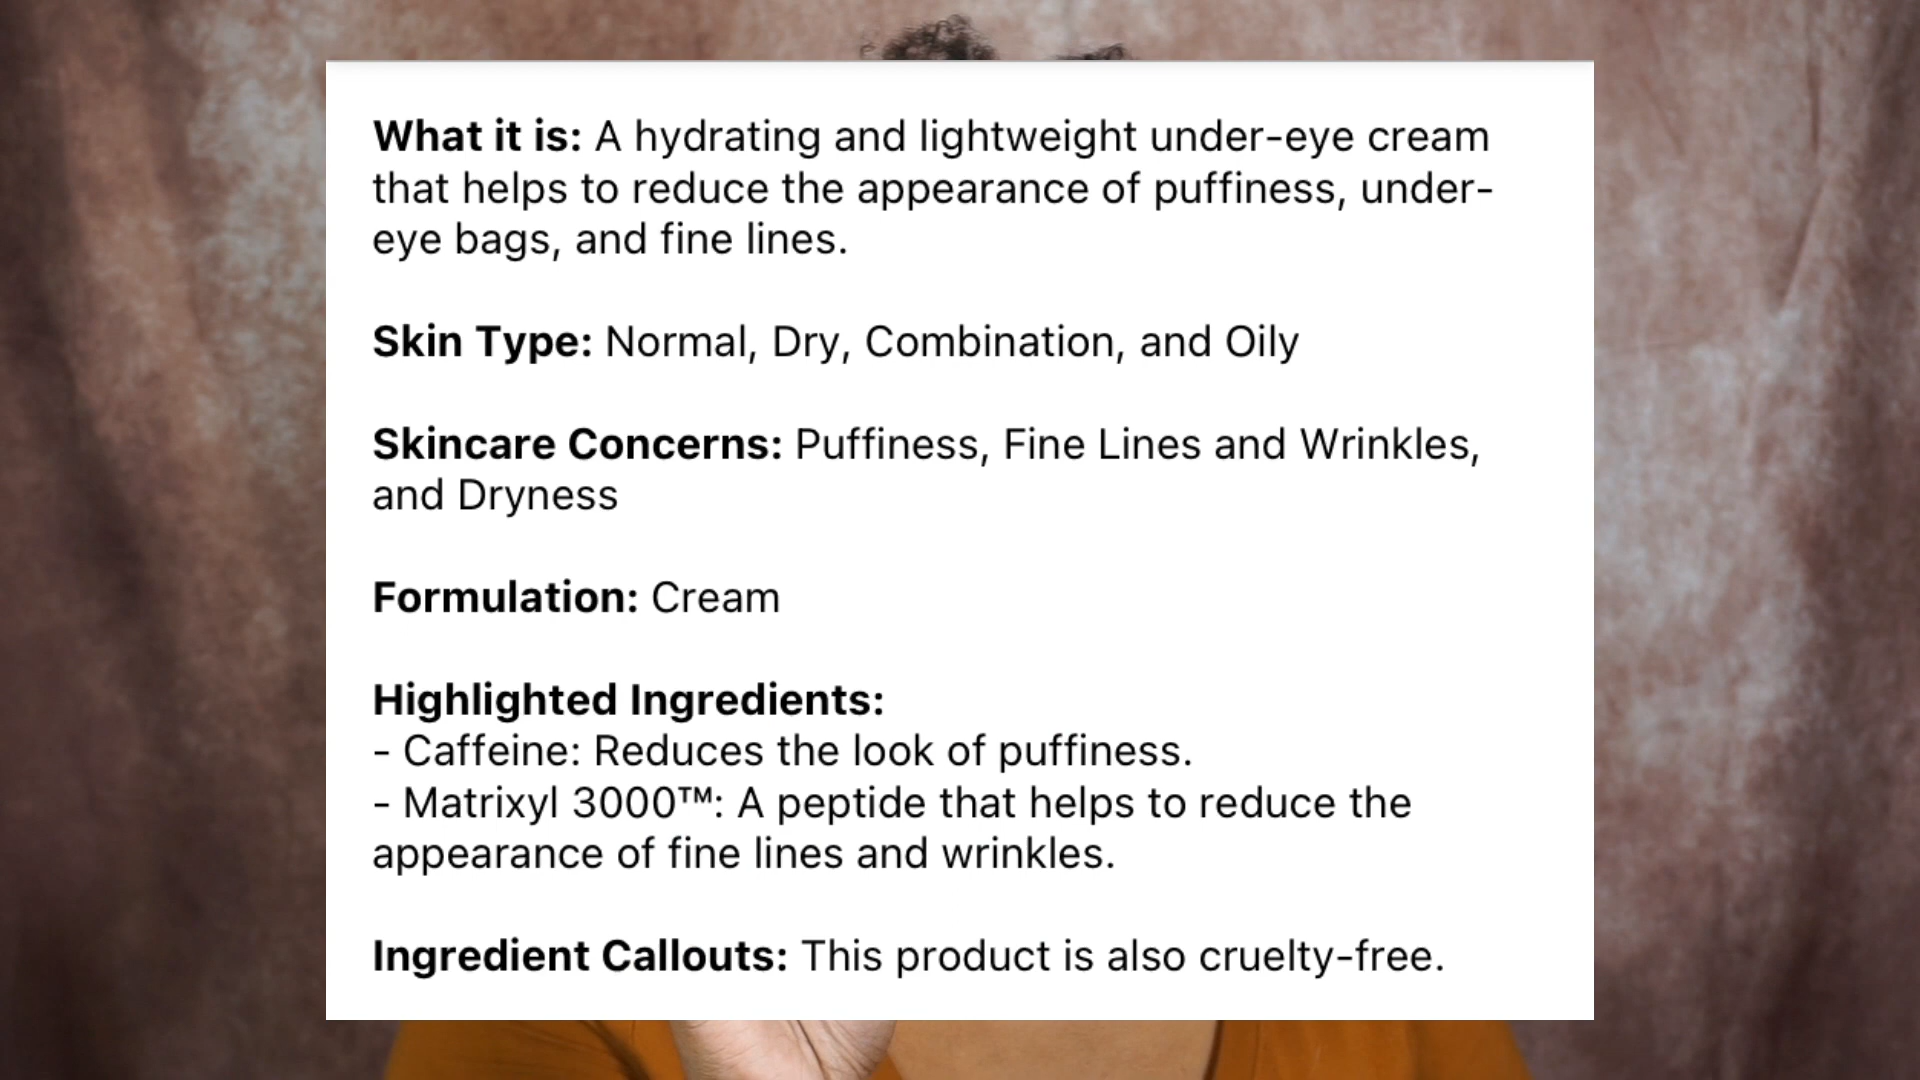 What it is: A hydrating and lightweight under-eye cream
that helps to reduce the appearance of puffiness, under-
eye bags, and fine lines.
Skin Type: Normal, Dry, Combination, and Oily
Skincare Concerns: Puffiness, Fine Lines and Wrinkles,
and Dryness
Formulation: Cream
Highlighted Ingredients:
- Caffeine: Reduces the look of puffiness.
- Matrixyl 3000™: A peptide that helps to reduce the
appearance of fine lines and wrinkles.
Ingredient Callouts: This product is also cruelty-free.